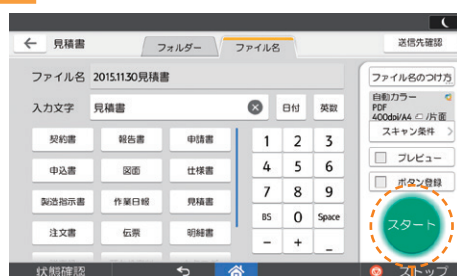 見積書
フォルダー
ファイル名
送信先確認
ファイル名 2015.11.30見積書
入力文字 見積書
日付
英数
契約書
報告書
申請書
申込書
図面
仕様書
製造指示書
作業日報
見積書
注文書
伝票
明細書
1
2
3
4
5
6
7
8
9
BS
0
Space
-
+
_
ファイル名のつけ方
自動カラー
PDF
400dpi/A4 /片面
スキャン条件
プレビュー
ボタン登録
スタート
状態確認
ストップ